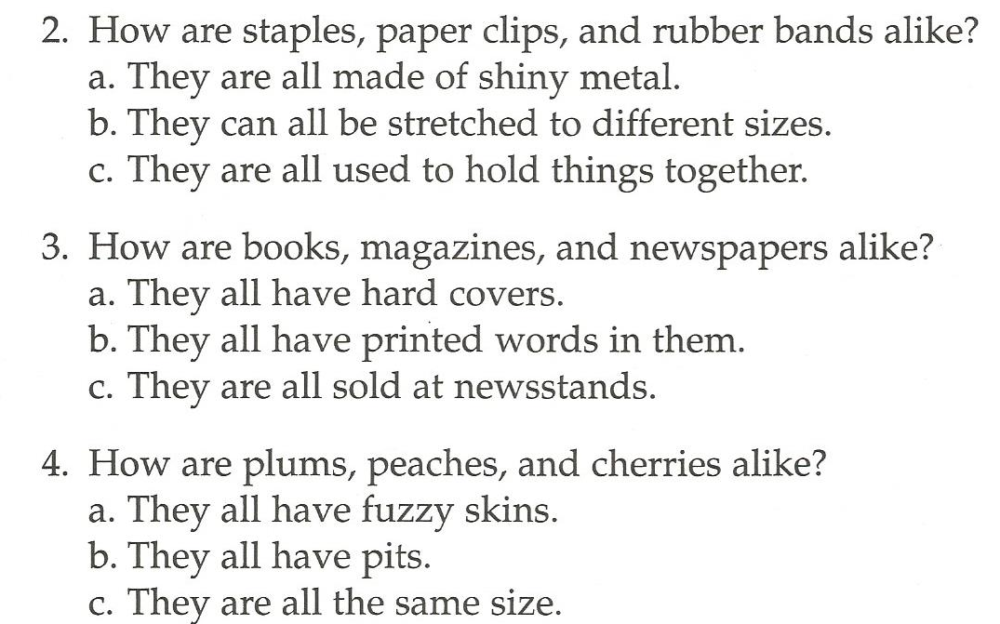 2. How are staples, paper clips, and rubber bands alike?
a. They are all made of shiny metal.
b. They can all be stretched to different sizes.
c. They are all used to hold things together.
3. How are books, magazines, and newspapers alike?
a. They all have hard covers.
b. They all have printed words in them.
c. They are all sold at newsstands.
4. How are plums, peaches, and cherries alike?
a. They all have fuzzy skins.
b. They all have pits.
c. They are all the same size.